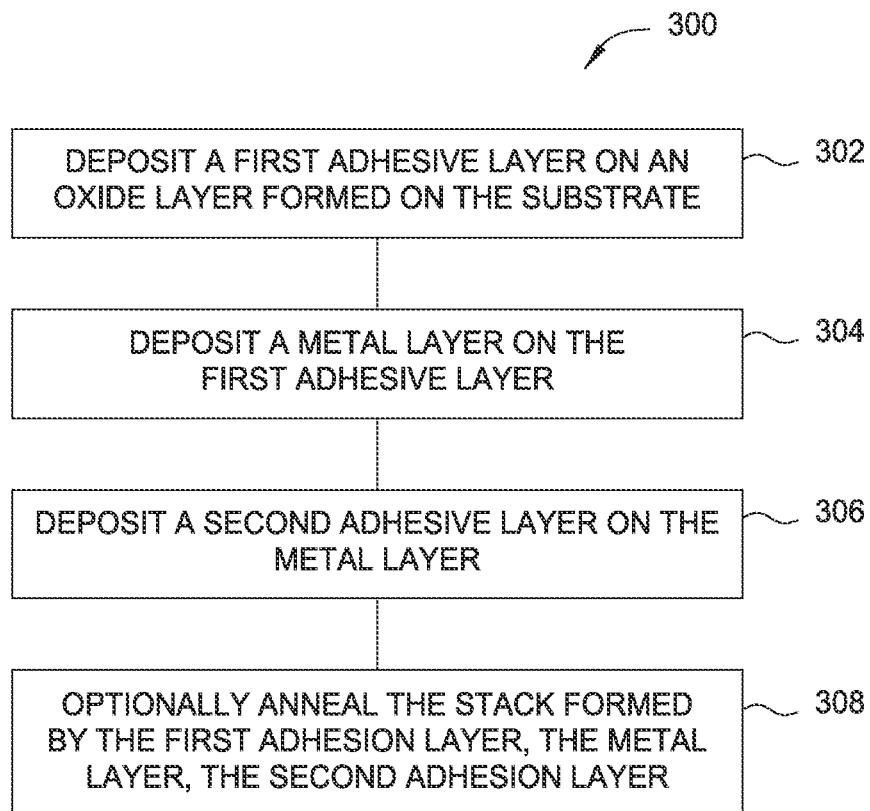 300
DEPOSIT A FIRST ADHESIVE LAYER ON AN
OXIDE LAYER FORMED ON THE SUBSTRATE
302
DEPOSIT A METAL LAYER ON THE
FIRST ADHESIVE LAYER
304
DEPOSIT A SECOND ADHESIVE LAYER ON THE
METAL LAYER
306
OPTIONALLY ANNEAL THE STACK FORMED
BY THE FIRST ADHESION LAYER, THE METAL
LAYER, THE SECOND ADHESION LAYER
308